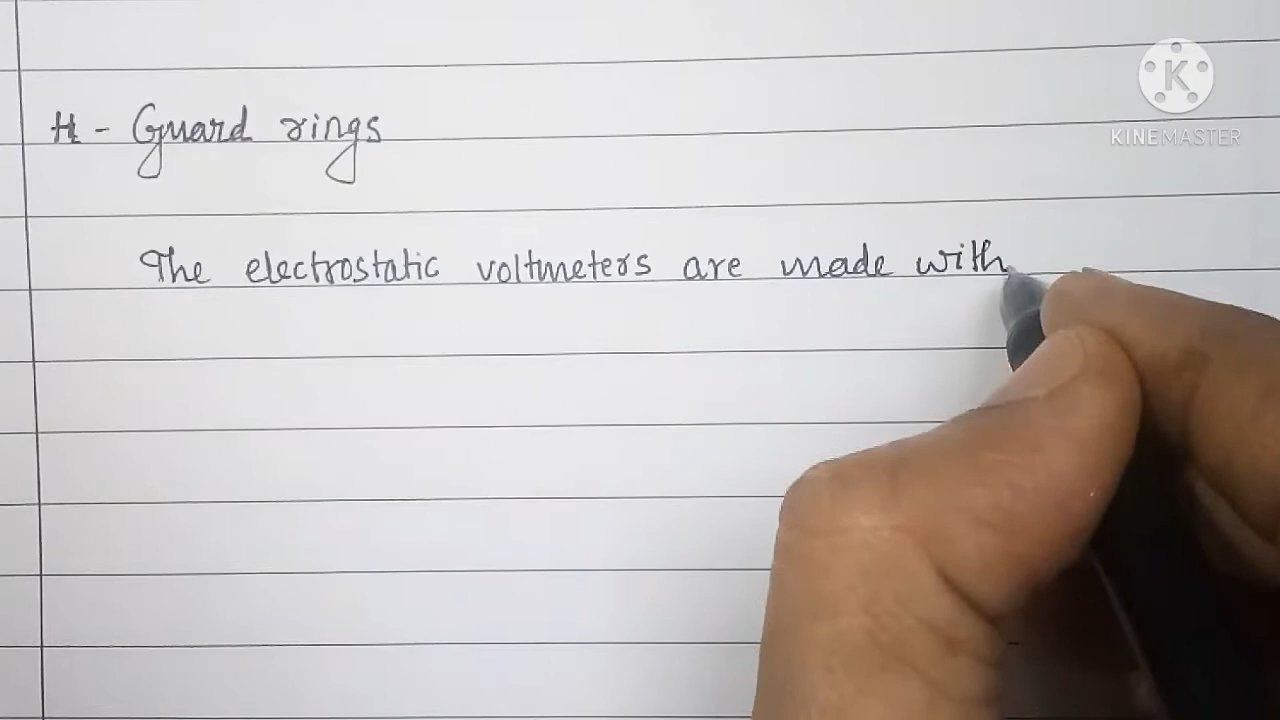 K
KINEMASTER
H - Guard rings
The electrostatic voltmeters are made with